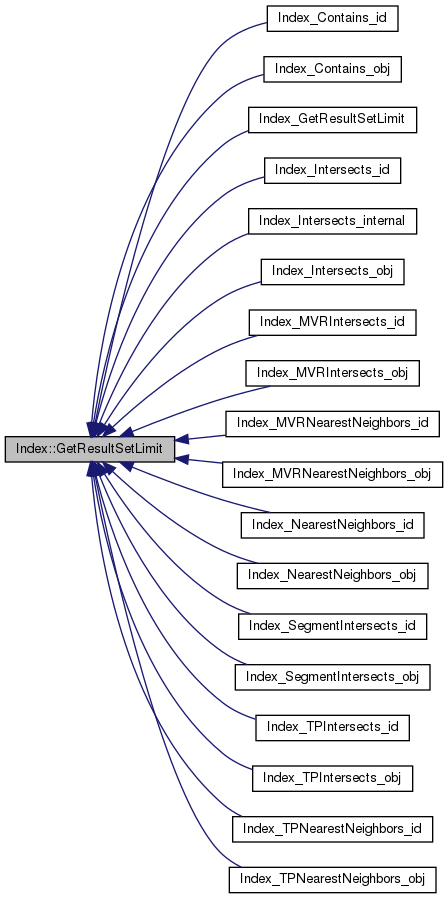 Index_Contains_id
Index_Contains_obj
Index_GetResultSetLimit
Index_Intersects_id
Index_Intersects_internal
Index_Intersects_obj
Index_MVRIntersects_id
Index_MVRIntersects_obj
Index_MVRNearestNeighbors_id
Index::GetResultSetLimit
Index_MVRNearestNeighbors_obj
Index_NearestNeighbors_id
Index_NearestNeighbors_obj
Index_SegmentIntersects_id
Index_SegmentIntersects_obj
Index_TPIntersects_id
Index_TPIntersects_obj
Index_TPNearestNeighbors_id
Index_TPNearestNeighbors_obj